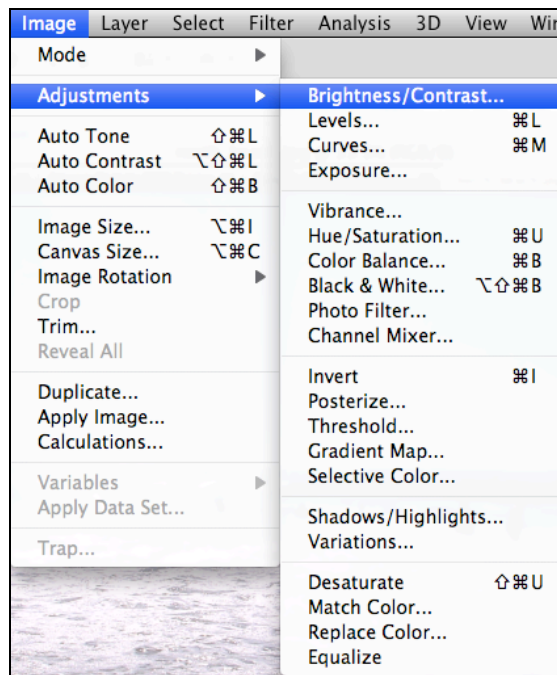 Image Layer Select Filter Analysis 3D View Wi
Mode ▶
Adjustments ▶
Auto Tone ⇧⌘L
Auto Contrast ⌥⇧⌘L
Auto Color ⇧⌘B
Image Size... ⌥⌘I
Canvas Size... ⌥⌘C
Image Rotation ▶
Crop
Trim...
Reveal All
Duplicate...
Apply Image...
Calculations...
Variables ▶
Apply Data Set...
Trap...
Brightness/Contrast...
Levels... ⌘L
Curves... ⌘M
Exposure...
Vibrance...
Hue/Saturation... ⌘U
Color Balance... ⌘B
Black & White... ⌥⇧⌘B
Photo Filter...
Channel Mixer...
Invert ⌘I
Posterize...
Threshold...
Gradient Map...
Selective Color...
Shadows/Highlights...
Variations...
Desaturate ⇧⌘U
Match Color...
Replace Color...
Equalize